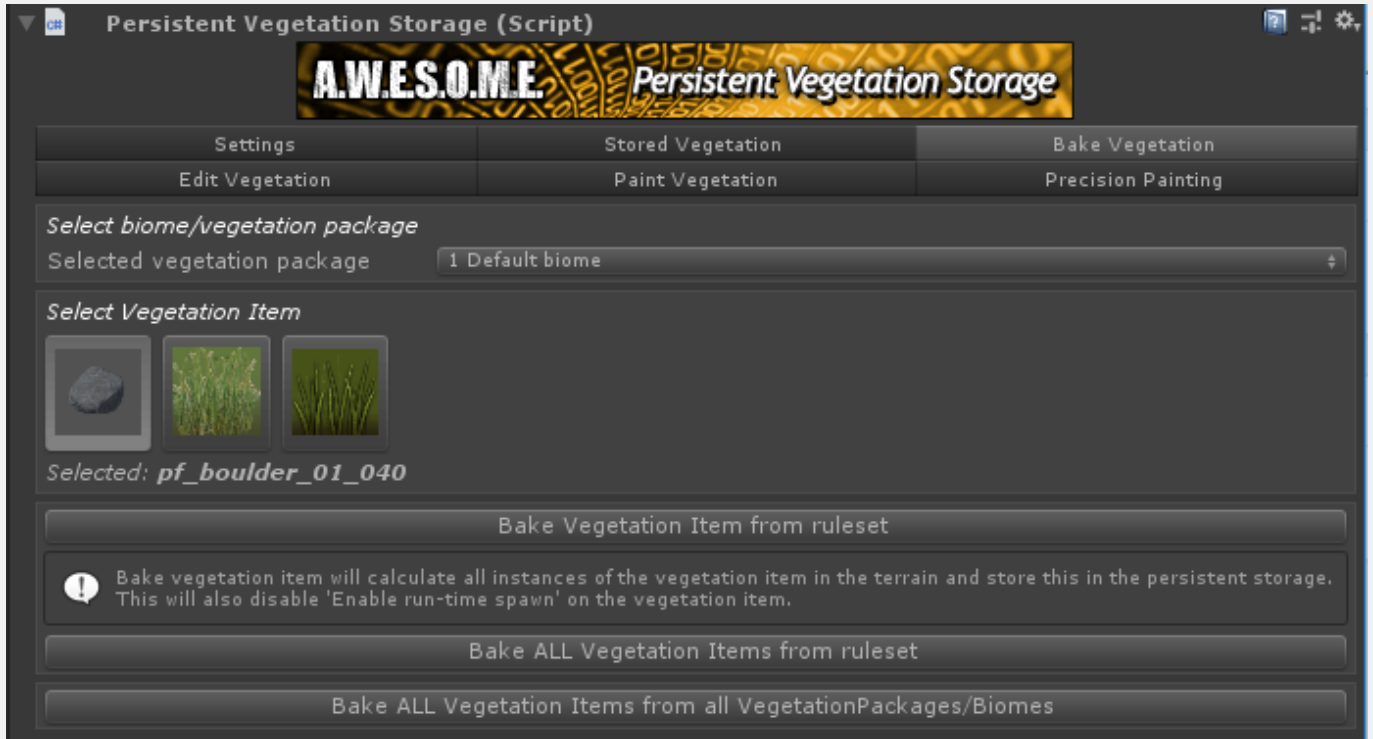 Persistent Vegetation Storage (Script)
A.W.E.S.O.M.E. Persistent Vegetation Storage
Settings Stored Vegetation Bake Vegetation
Edit Vegetation Paint Vegetation Precision Painting
Select biome/vegetation package
Selected vegetation package 1 Default biome
Select Vegetation Item
Selected: pf_boulder_01_040
Bake Vegetation Item from ruleset
Bake vegetation item will calculate all instances of the vegetation item in the terrain and store this in the persistent storage.
This will also disable 'Enable run-time spawn' on the vegetation item.
Bake ALL Vegetation Items from ruleset
Bake ALL Vegetation Items from all VegetationPackages/Biomes